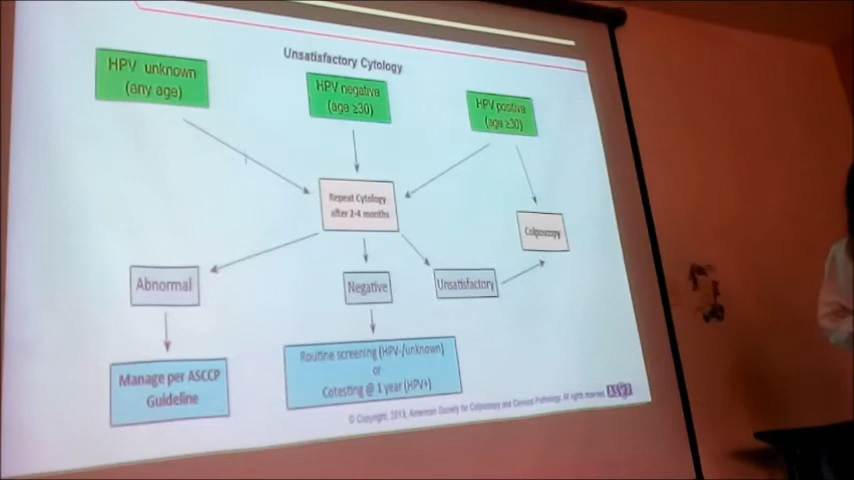 Unsatisfactory Cytology
HPV unknown
(any age)
HPV negative
(age ≥30)
HPV postive
(age ≥30)
Repeat Cytology
after 2-4 months
Colposcopy
Abnormal
Negative
Unsatisfactory
Manage per ASCCP
Guideline
Routine screening (HPV-/unknown)
or
Cotesting @ 1 year (HPV+)
© Copyright, 2013, American Society for Colposcopy and Cervical Pathology. All rights reserved.